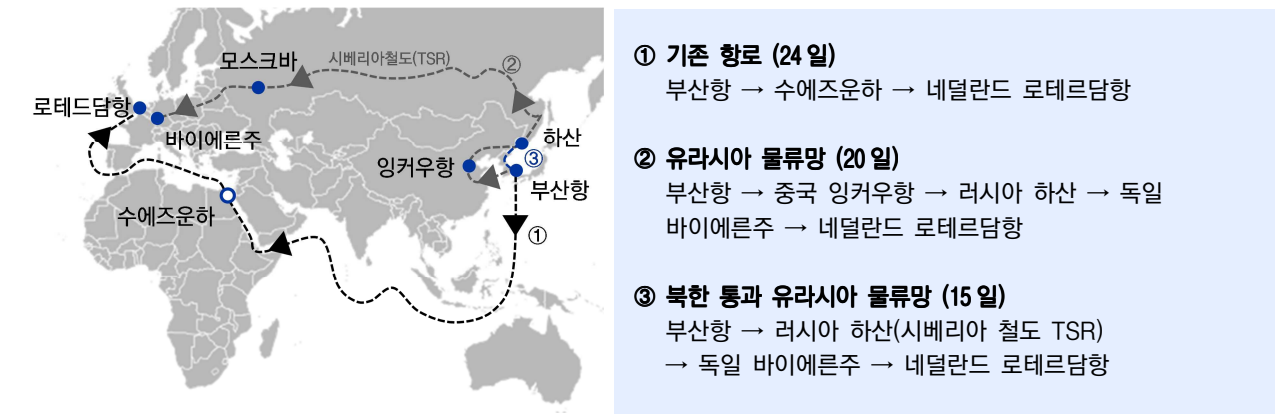 모스크바
시베리아철도(TSR)
②
로테드담항
바이에른주
하산
잉커우항
③
부산항
수에즈운하
①
① 기존 항로 (24일)
부산항 → 수에즈운하 → 네덜란드 로테르담항
② 유라시아 물류망 (20일)
부산항 → 중국 잉커우항 → 러시아 하산 → 독일
바이에른주 → 네덜란드 로테르담항
③ 북한 통과 유라시아 물류망 (15일)
부산항 → 러시아 하산(시베리아 철도 TSR)
→ 독일 바이에른주 → 네덜란드 로테르담항